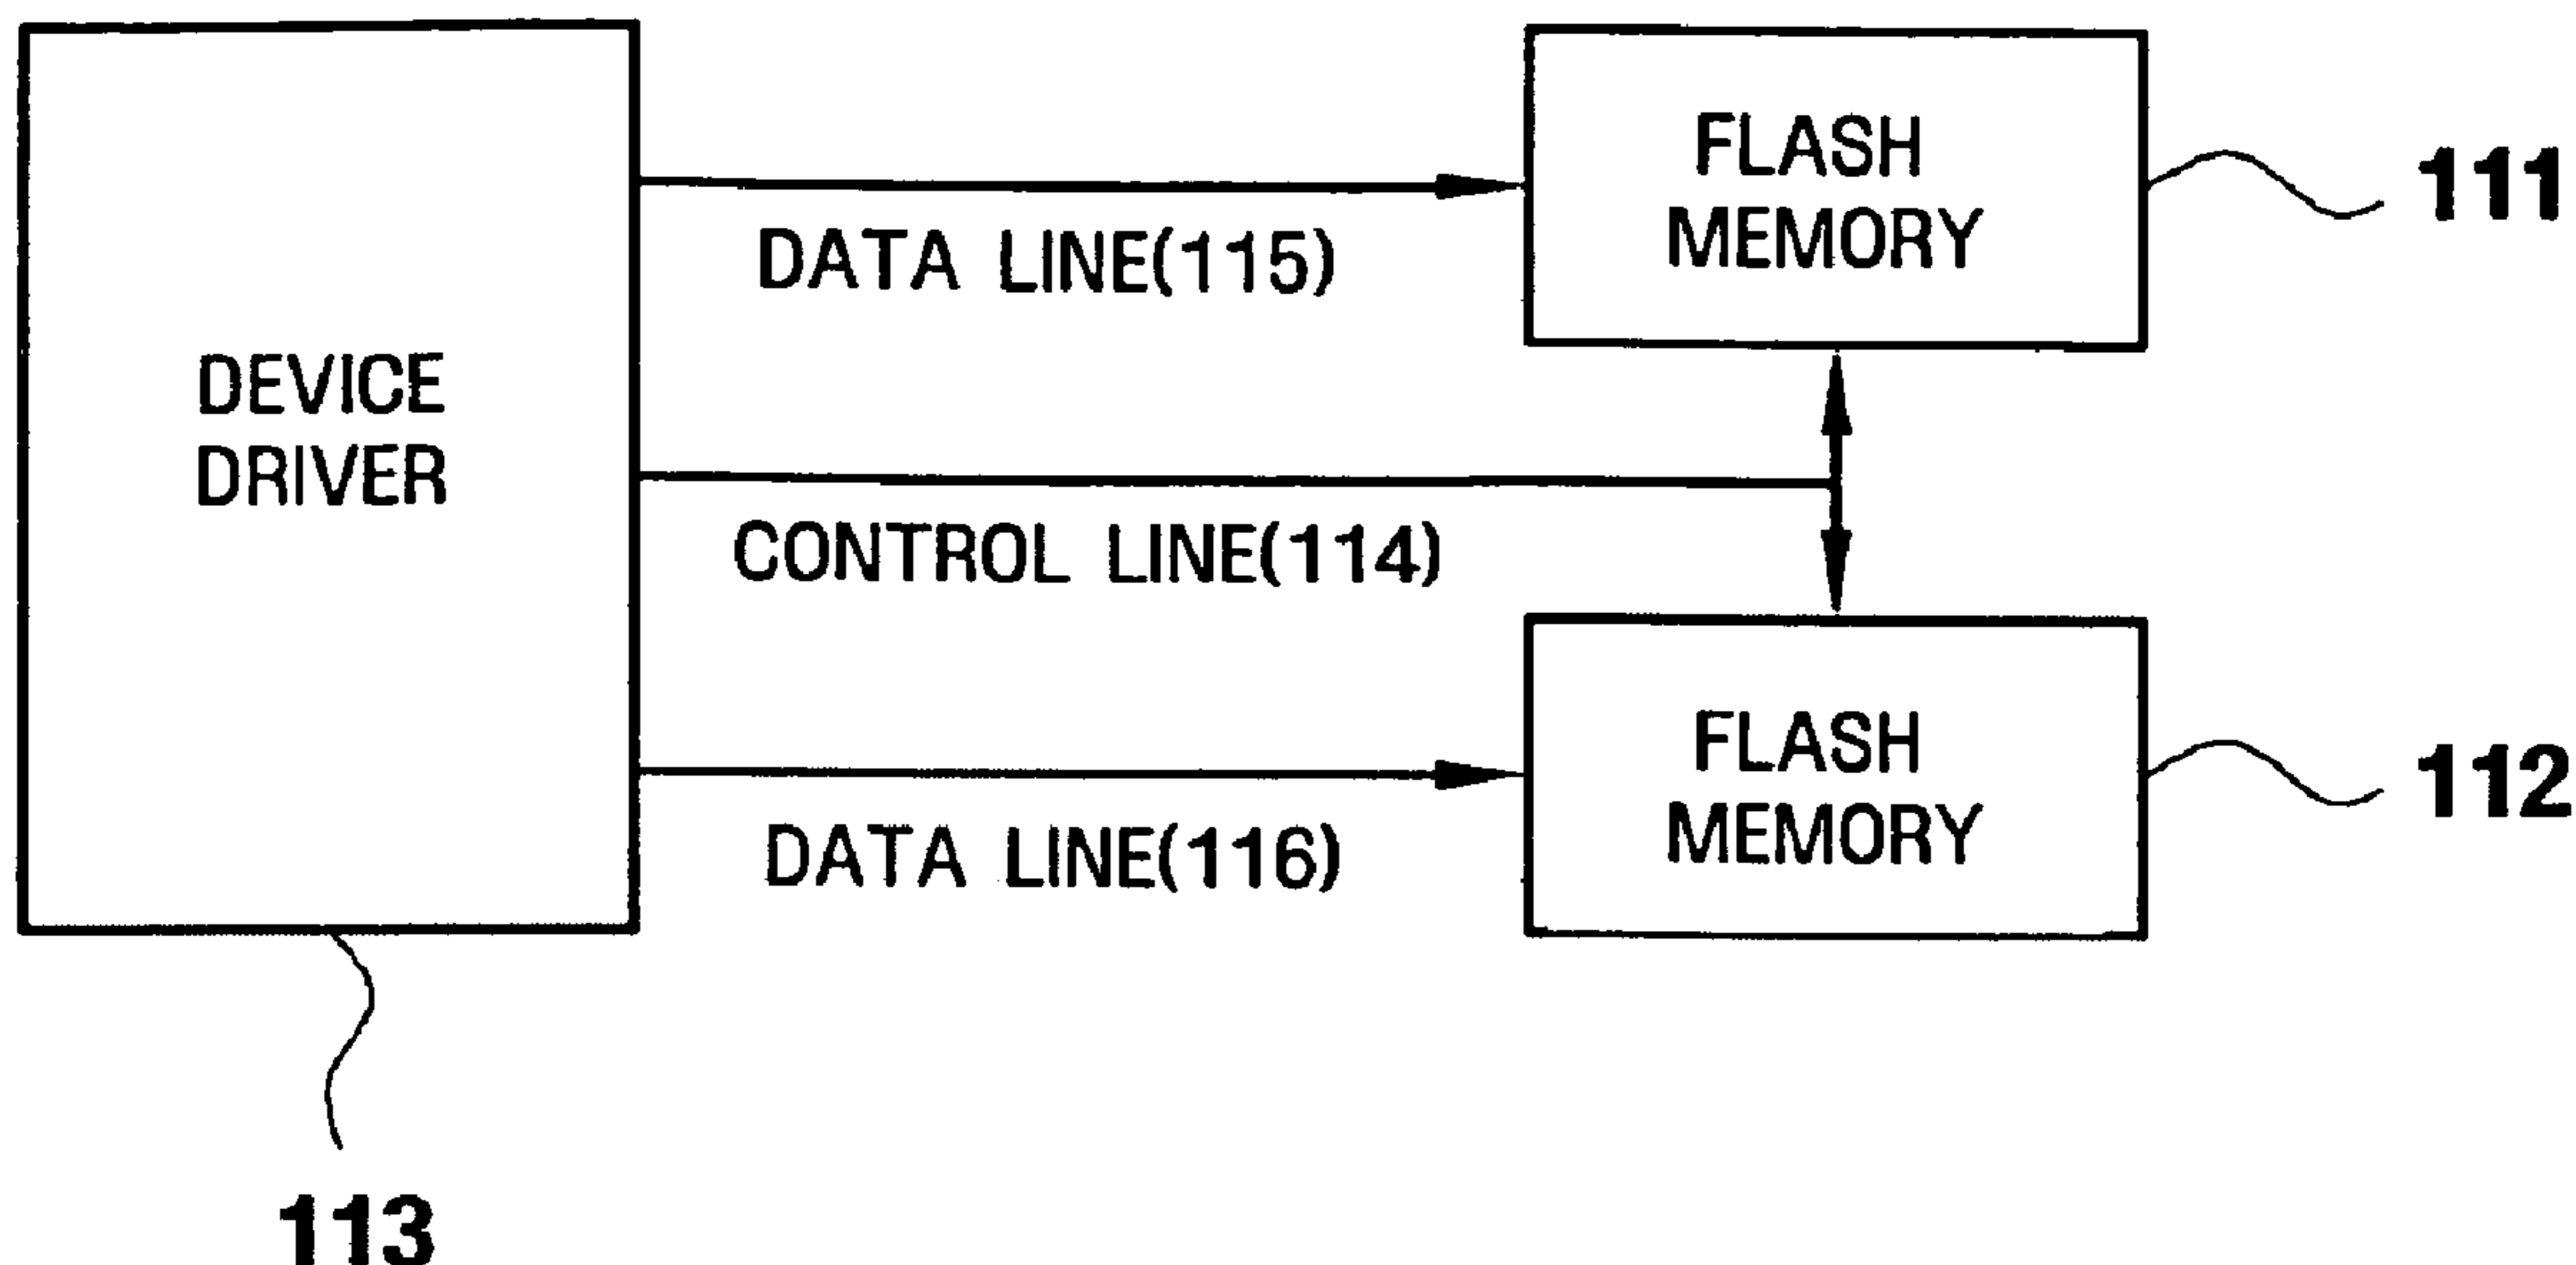 FLASH
MEMORY
111
DATA LINE(115)
DEVICE
DRIVER
CONTROL LINE(114)
FLASH
MEMORY
112
DATA LINE(116)
113